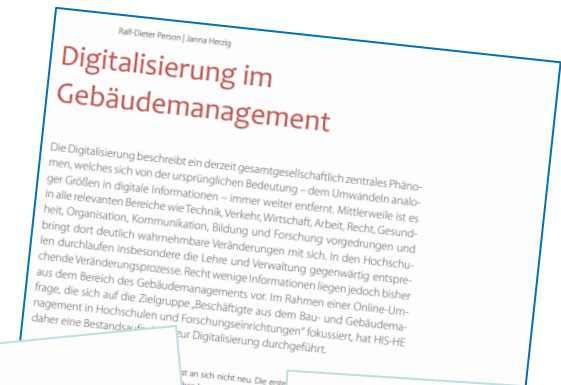 Ralf-Dieter Person | Janna Herzig
Digitalisierung im
Gebäudemanagement
Die Digitalisierung beschreibt ein derzeit gesamtgesellschaftlich zentrales Phäno-
men, welches sich von der ursprünglichen Bedeutung – dem Umwandeln analo-
ger Größen in digitale Informationen – immer weiter entfernt. Mittlerweile ist es
in alle relevanten Bereiche wie Technik, Verkehr, Wirtschaft, Arbeit, Recht, Gesund-
heit, Organisation, Kommunikation, Bildung und Forschung vorgedrungen und
bringt dort deutlich wahrnehmbare Veränderungen mit sich. In den Hochschu-
len durchlaufen insbesondere die Lehre und Verwaltung gegenwärtig entspre-
chende Veränderungsprozesse. Recht wenige Informationen liegen jedoch bisher
aus dem Bereich des Gebäudemanagements vor. Im Rahmen einer Online-Um-
frage, die sich auf die Zielgruppe „Beschäftigte aus dem Bau- und Gebäudema-
nagement in Hochschulen und Forschungseinrichtungen“ fokussiert, hat HIS-HE
daher eine zur Digitalisierung durchgeführt.
an sich nicht neu. Die erste